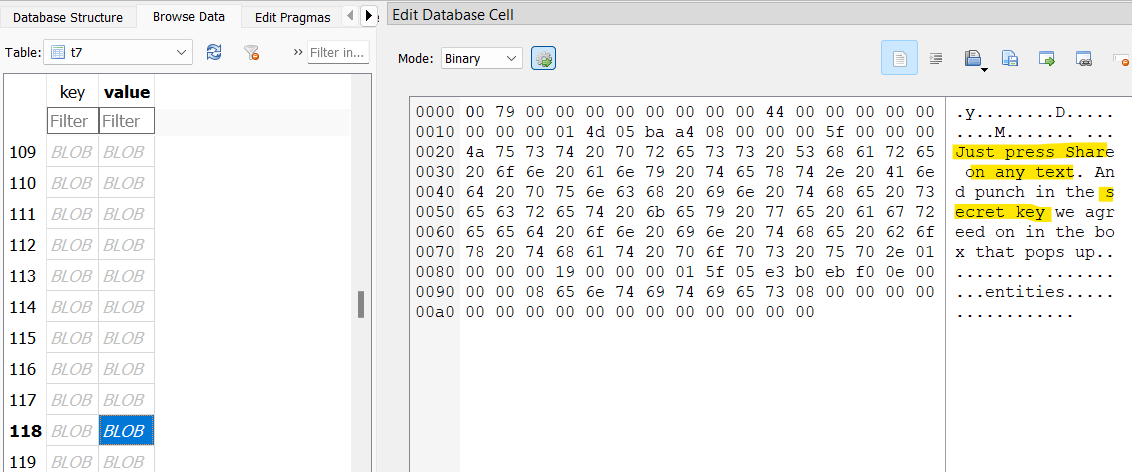 Database Structure Browse Data Edit Pragmas
Edit Database Cell
Table: t7 » Filter in...
Mode: Binary
key value
Filter Filter
109 BLOB BLOB
110 BLOB BLOB
111 BLOB BLOB
112 BLOB BLOB
113 BLOB BLOB
114 BLOB BLOB
115 BLOB BLOB
116 BLOB BLOB
117 BLOB BLOB
118 BLOB BLOB
119 BLOB BLOB
0000 00 79 00 00 00 00 00 00 00 00 44 00 00 00 00 00 .y........D.....
0010 00 00 00 01 4d 05 ba a4 08 00 00 00 5f 00 00 00 ....M....... ...
0020 4a 75 73 74 20 70 72 65 73 73 20 53 68 61 72 65 Just press Share
0030 20 6f 6e 20 61 6e 79 20 74 65 78 74 2e 20 41 6e on any text. An
0040 64 20 70 75 6e 63 68 20 69 6e 20 74 68 65 20 73 d punch in the s
0050 65 63 72 65 74 20 6b 65 79 20 77 65 20 61 67 72 ecret key we agr
0060 65 65 64 20 6f 6e 20 69 6e 20 74 68 65 20 62 6f eed on in the bo
0070 78 20 74 68 61 74 20 70 6f 70 73 20 75 70 2e 01 x that pops up..
0080 00 00 00 19 00 00 00 01 5f 05 e3 b0 eb f0 0e 00 ........ .......
0090 00 00 08 65 6e 74 69 74 69 65 73 08 00 00 00 00 ...entities.....
00a0 00 00 00 00 00 00 00 00 00 00 00 00 ............